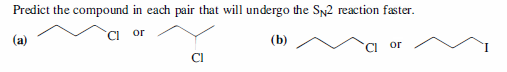 Predict the compound in each pair that will undergo the SN2 reaction faster.
(a) Cl or Cl (b) Cl or I